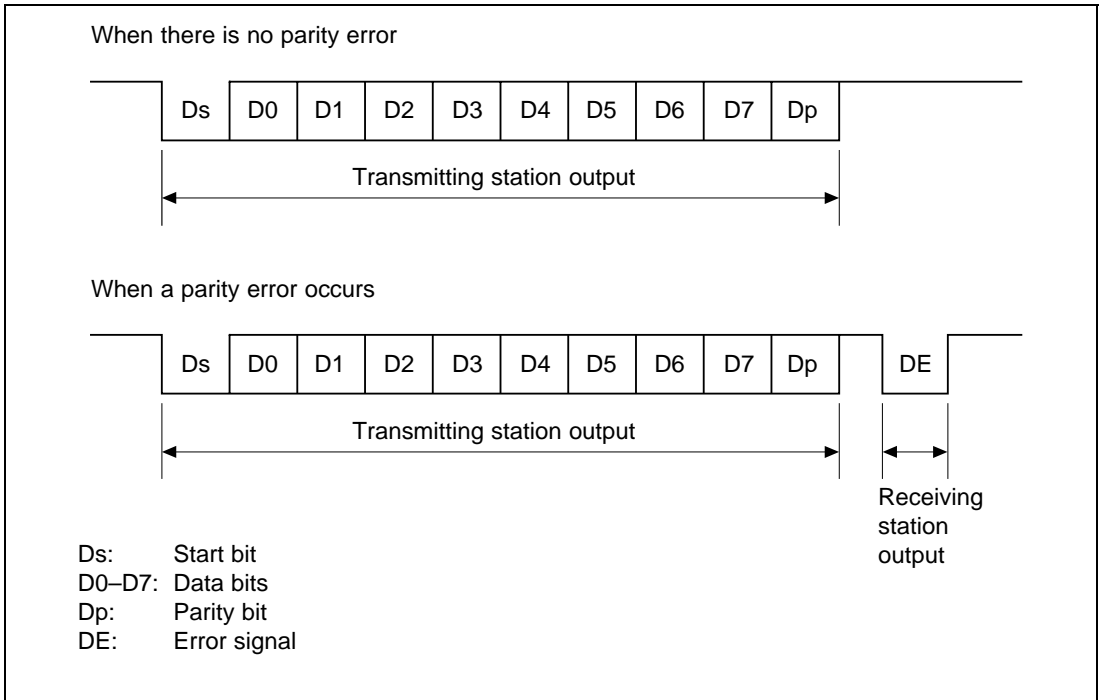 When there is no parity error
Ds D0 D1 D2 D3 D4 D5 D6 D7 Dp
Transmitting station output
When a parity error occurs
Ds D0 D1 D2 D3 D4 D5 D6 D7 Dp DE
Transmitting station output
Receiving
station
output
Ds: Start bit
D0–D7: Data bits
Dp: Parity bit
DE: Error signal